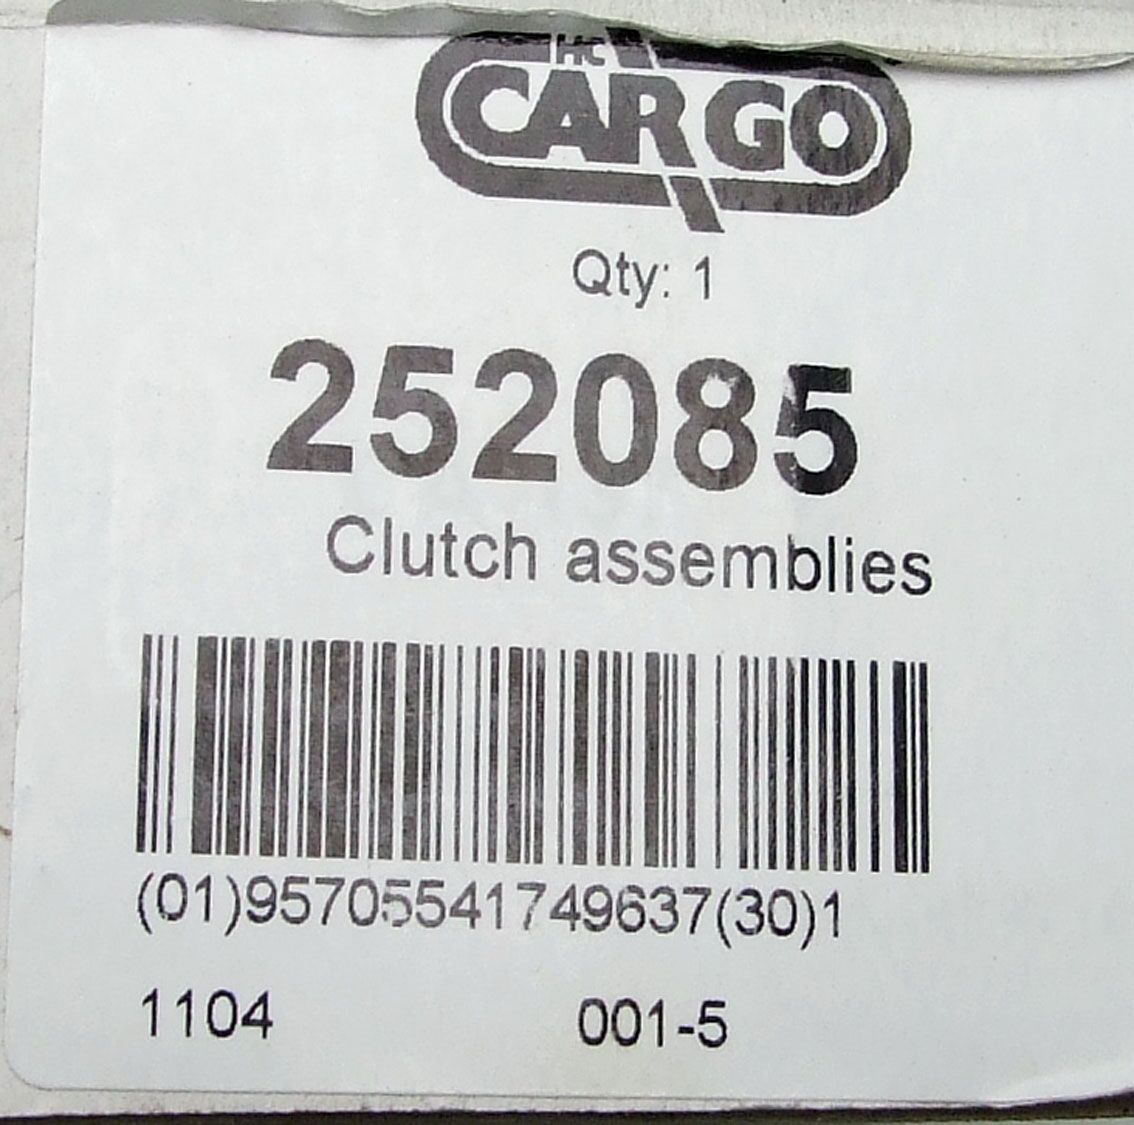 HC
CARGO
Qty: 1
252085
Clutch assemblies
(01)95705541749637(30)1
1104 001-5